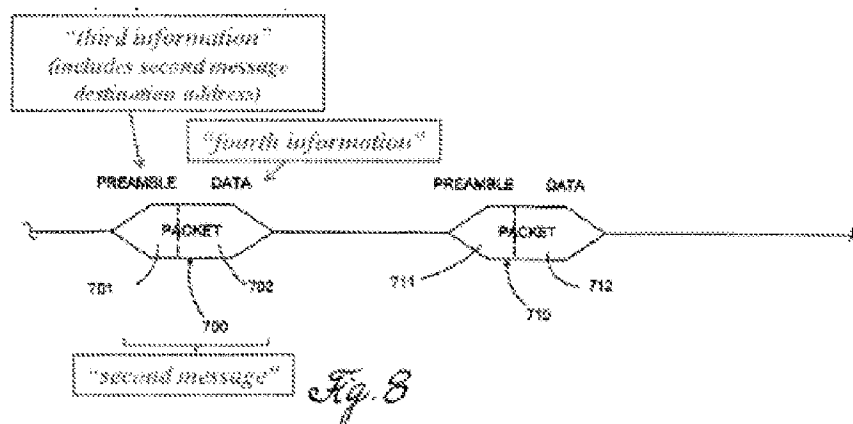 "third information"
(includes second message
destination address)
"fourth information"
PREAMBLE DATA
PREAMBLE DATA
PACKET
PACKET
701
702
700
711
712
710
"second message"
Fig. 8